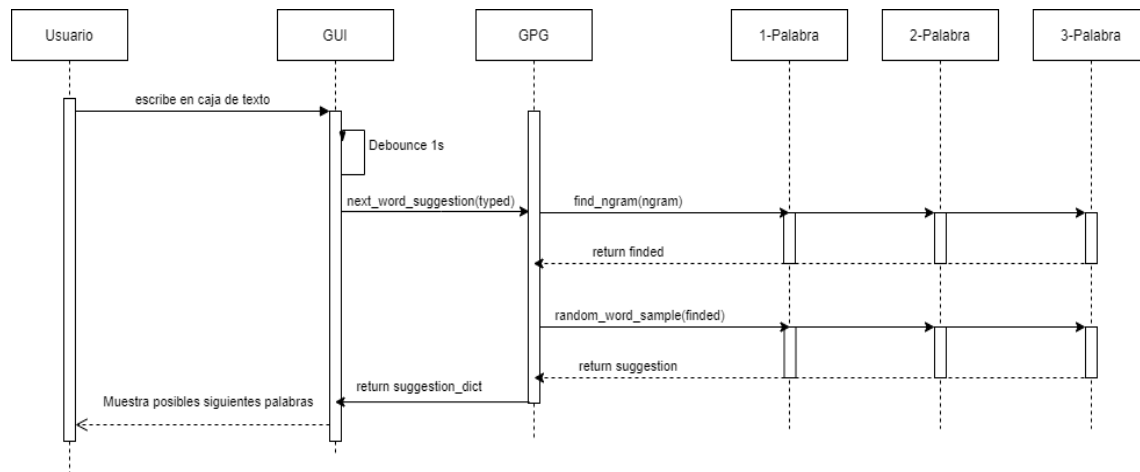 Usuario
GUI
GPG
1-Palabra
2-Palabra
3-Palabra
escribe en caja de texto
Debounce 1s
next_word_suggestion(typed)
find_ngram(ngram)
return finded
random_word_sample(finded)
return suggestion
return suggestion_dict
Muestra posibles siguientes palabras